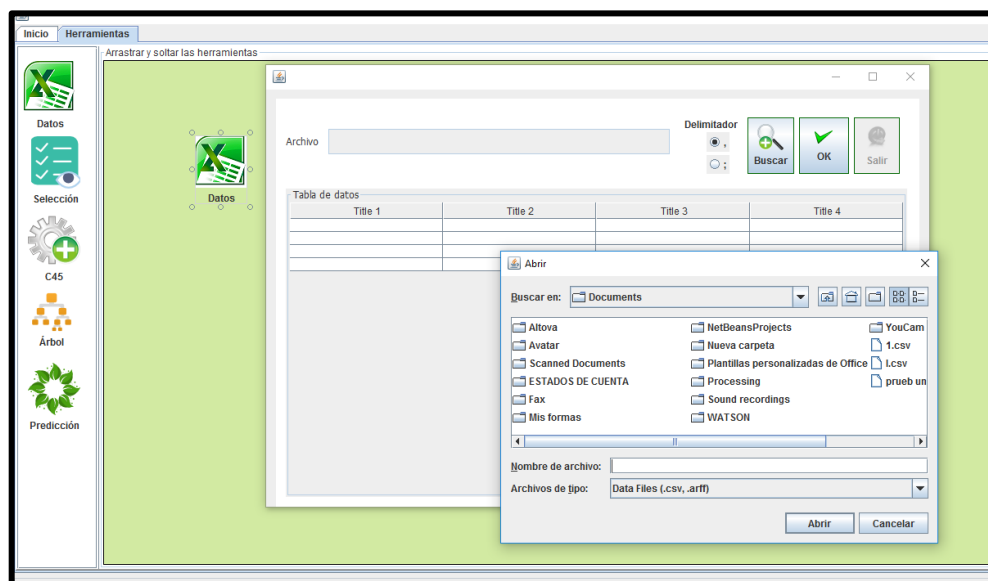 Inicio Herramientas
Arrastrar y soltar las herramientas
Datos
Selección
C45
Árbol
Predicción
Datos
Archivo
Delimitador
,
;
Buscar
OK
Salir
Tabla de datos
Title 1 Title 2 Title 3 Title 4
Abrir
Buscar en: Documents
Altova NetBeansProjects YouCam
Avatar Nueva carpeta 1.csv
Scanned Documents Plantillas personalizadas de Office l.csv
ESTADOS DE CUENTA Processing prueb un
Fax Sound recordings
Mis formas WATSON
Nombre de archivo:
Archivos de tipo: Data Files (.csv, .arff)
Abrir Cancelar